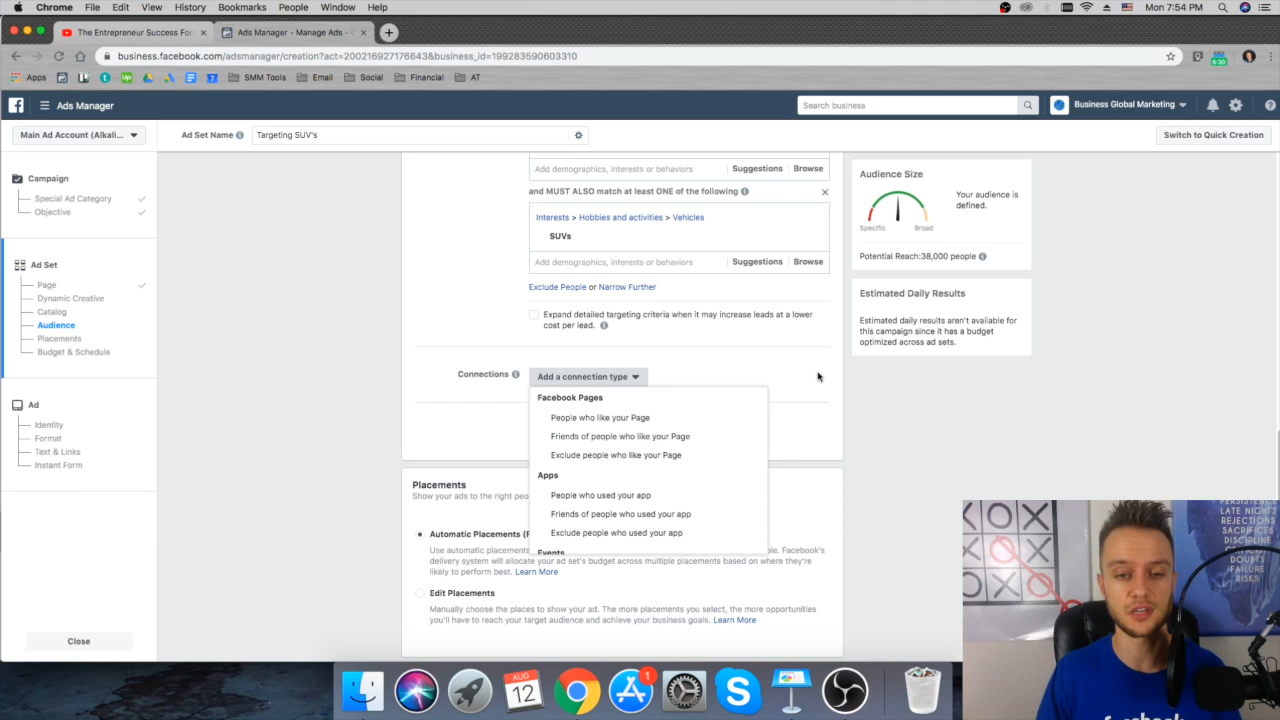 Chrome File Edit View History Bookmarks People Window Help Mon 7:54 PM
The Entrepreneur Success For
Ads Manager - Manage Ads -
business.facebook.com/adsmanager/creation?act=200216927176643&business_id=199283590603310
6:30
Apps SMM Tools Email Social Financial AT
Ads Manager
Search business
Business Global Marketing
Main Ad Account (Alkali...
Ad Set Name
Targeting SUV's
Switch to Quick Creation
Campaign
Special Ad Category
Objective
Ad Set
Page
Dynamic Creative
Catalog
Audience
Placements
Budget & Schedule
Ad
Identity
Format
Text & Links
Instant Form
Close
Add demographics, interests or behaviors Suggestions Browse
and MUST ALSO match at least ONE of the following
Interests > Hobbies and activities > Vehicles
SUVs
Add demographics, interests or behaviors Suggestions Browse
Exclude People or Narrow Further
Expand detailed targeting criteria when it may increase leads at a lower
cost per lead.
Connections
Add a connection type
Facebook Pages
People who like your Page
Friends of people who like your Page
Exclude people who like your Page
Apps
People who used your app
Friends of people who used your app
Exclude people who used your app
Events
Placements
Show your ads to the right peo
Automatic Placements (R
Use automatic placements
le. Facebook's
delivery system will allocate your ad set's budget across multiple placements based on where they're
likely to perform best. Learn More
Edit Placements
Manually choose the places to show your ad. The more placements you select, the more opportunities
you'll have to reach your target audience and achieve your business goals. Learn More
Audience Size
Specific Broad
Your audience is
defined.
Potential Reach:38,000 people
Estimated Daily Results
Estimated daily results aren't available for
this campaign since it has a budget
optimized across ad sets.
PERSISTENCE
LATE NIGHTS
REJECTIONS
SACRIFICES
DISCIPLINE
DOUBTS
FAILURE
RISKS
AUG
12
1
facebook